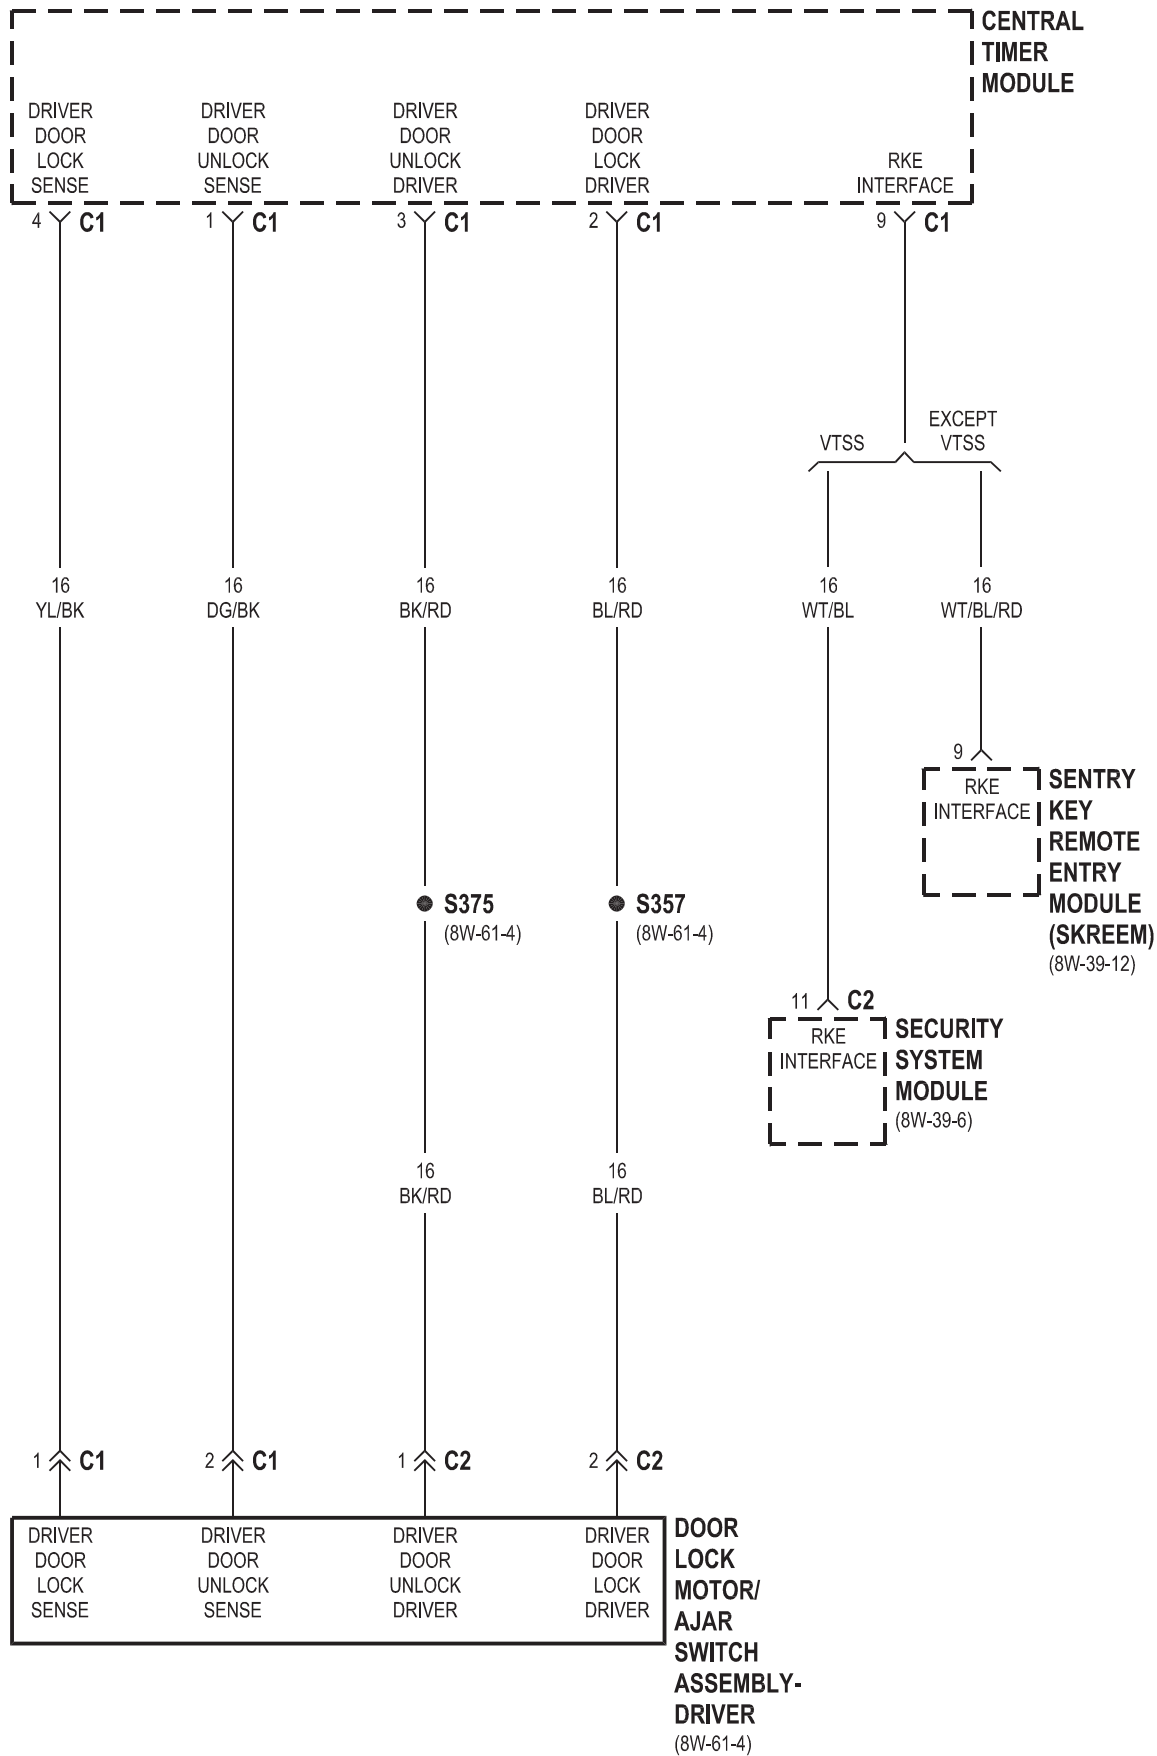 CENTRAL
TIMER
MODULE
DRIVER
DOOR
LOCK
SENSE
DRIVER
DOOR
UNLOCK
SENSE
DRIVER
DOOR
UNLOCK
DRIVER
DRIVER
DOOR
LOCK
DRIVER
RKE
INTERFACE
4 C1
1 C1
3 C1
2 C1
9 C1
VTSS
EXCEPT
VTSS
16
YL/BK
16
DG/BK
16
BK/RD
16
BL/RD
16
WT/BL
16
WT/BL/RD
9
RKE
INTERFACE
SENTRY
KEY
REMOTE
ENTRY
MODULE
(SKREEM)
(8W-39-12)
S375
(8W-61-4)
S357
(8W-61-4)
11 C2
RKE
INTERFACE
SECURITY
SYSTEM
MODULE
(8W-39-6)
16
BK/RD
16
BL/RD
1 C1
2 C1
1 C2
2 C2
DRIVER
DOOR
LOCK
SENSE
DRIVER
DOOR
UNLOCK
SENSE
DRIVER
DOOR
UNLOCK
DRIVER
DRIVER
DOOR
LOCK
DRIVER
DOOR
LOCK
MOTOR/
AJAR
SWITCH
ASSEMBLY-
DRIVER
(8W-61-4)